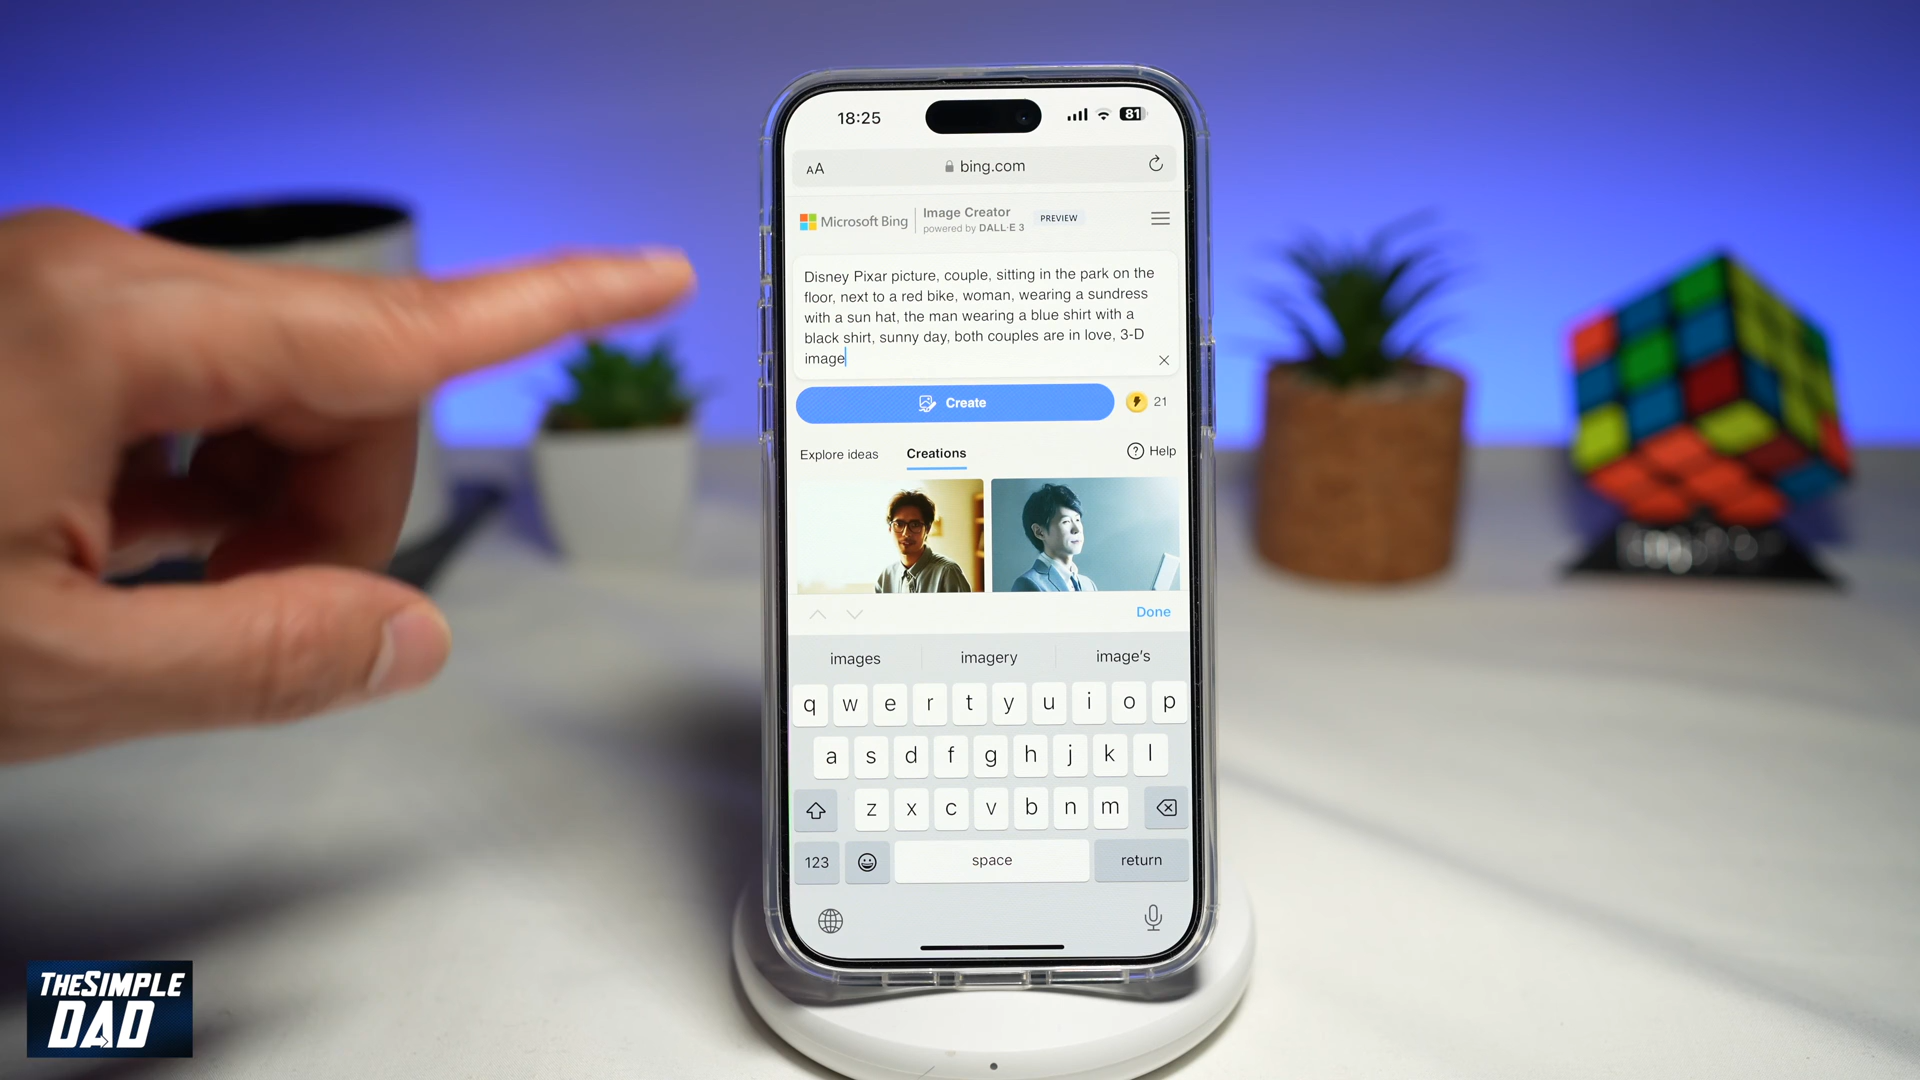 18:25
81
AA
bing.com
Microsoft Bing
Image Creator
PREVIEW
powered by DALL·E 3
Disney Pixar picture, couple, sitting in the park on the
floor, next to a red bike, woman, wearing a sundress
with a sun hat, the man wearing a blue shirt with a
black shirt, sunny day, both couples are in love, 3-D
image
Create
21
Explore ideas
Creations
? Help
Done
images
imagery
image's
q w e r t y u i o p
a s d f g h j k l
z x c v b n m
123
space
return
THESIMPLE
DAD